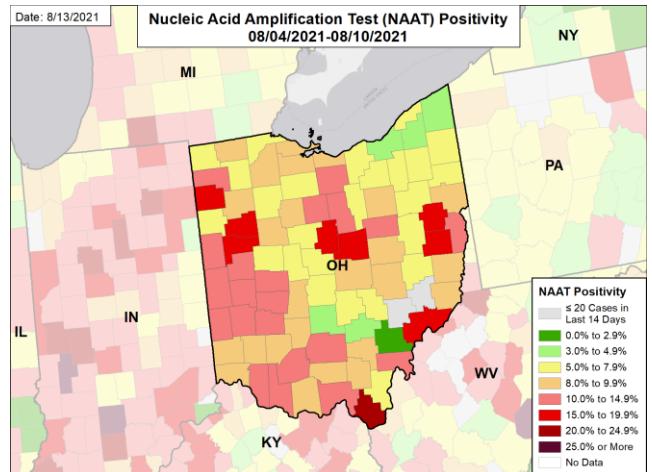 Date: 8/13/2021
Nucleic Acid Amplification Test (NAAT) Positivity
08/04/2021-08/10/2021
NY
MI
PA
OH
IL
IN
WV
KY
NAAT Positivity
≤ 20 Cases in
Last 14 Days
0.0% to 2.9%
3.0% to 4.9%
5.0% to 7.9%
8.0% to 9.9%
10.0% to 14.9%
15.0% to 19.9%
20.0% to 24.9%
25.0% or More
No Data